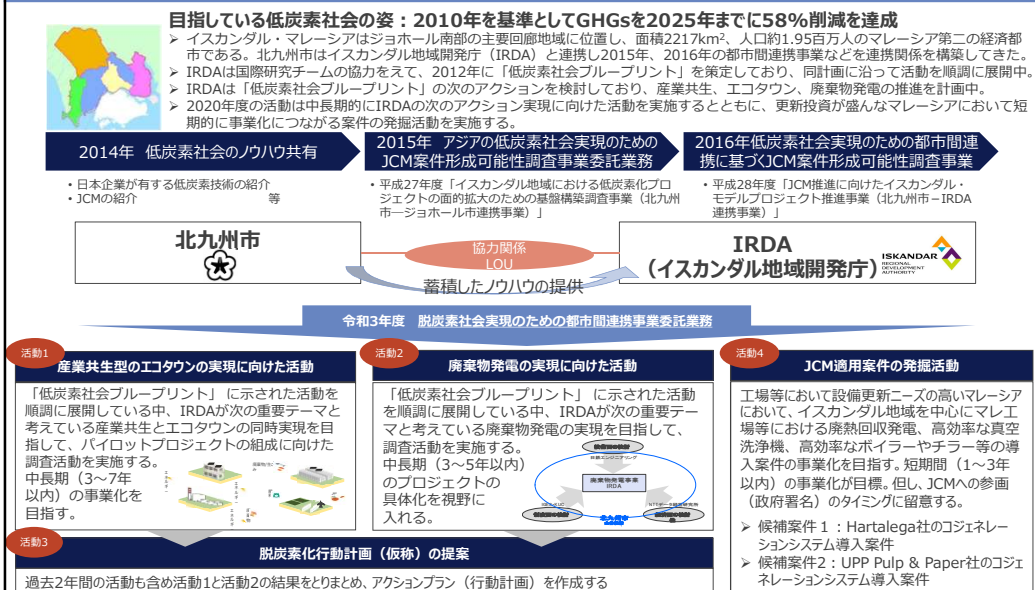 目指している低炭素社会の姿：2010年を基準としてGHGsを2025年までに58%削減を達成
➢ イスカンダル・マレーシアはジョホール南部の主要回廊地域に位置し、面積2217km²、人口約1.95百万人のマレーシア第二の経済都
市である。北九州市はイスカンダル地域開発庁（IRDA）と連携し2015年、2016年の都市間連携事業などを連携関係を構築してきた。
➢ IRDAは国際研究チームの協力をえて、2012年に「低炭素社会ブループリント」を策定しており、同計画に沿って活動を順調に展開中。
➢ IRDAは「低炭素社会ブループリント」の次のアクションを検討しており、産業共生、エコタウン、廃棄物発電の推進を計画中。
➢ 2020年度の活動は中長期的にIRDAの次のアクション実現に向けた活動を実施するとともに、更新投資が盛んなマレーシアにおいて短
期的に事業化につながる案件の発掘活動を実施する。
2014年 低炭素社会のノウハウ共有
2015年 アジアの低炭素社会実現のための
JCM案件形成可能性調査事業委託業務
2016年低炭素社会実現のための都市間連
携に基づくJCM案件形成可能性調査事業
・日本企業が有する低炭素技術の紹介
・JCMの紹介 等
・平成27年度「イスカンダル地域における低炭素化プロ
ジェクトの面的拡大のための基盤構築調査事業（北九州
市―ジョホール市連携事業）」
・平成28年度「JCM推進に向けたイスカンダル・
モデルプロジェクト推進事業（北九州市－IRDA
連携事業）」
北九州市
協力関係
LOU
蓄積したノウハウの提供
IRDA
（イスカンダル地域開発庁）
ISKANDAR
REGIONAL
DEVELOPMENT
AUTHORITY
令和3年度 脱炭素社会実現のための都市間連携事業委託業務
活動1
産業共生型のエコタウンの実現に向けた活動
「低炭素社会ブループリント」 に示された活動を
順調に展開している中、IRDAが次の重要テーマと
考えている産業共生とエコタウンの同時実現を目
指して、パイロットプロジェクトの組成に向けた
調査活動を実施する。
中長期（3～7年
以内）の事業化を
目指す。
活動2
廃棄物発電の実現に向けた活動
「低炭素社会ブループリント」 に示された活動
を順調に展開している中、IRDAが次の重要テー
マと考えている廃棄物発電の実現を目指して、
調査活動を実施する。
中長期（3～5年以内）
のプロジェクトの
具体化を視野に
入れる。
廃棄物発電事業
IRDA
北九州市
活動4
JCM適用案件の発掘活動
工場等において設備更新ニーズの高いマレーシア
において、イスカンダル地域を中心にマレ工
場等における廃熱回収発電、高効率な真空
洗浄機、高効率なボイラーやチラー等の導
入案件の事業化を目指す。短期間（1～3年
以内）の事業化が目標。但し、JCMへの参画
（政府署名）のタイミングに留意する。
➢ 候補案件１：Hartalega社のコジェネレー
ションシステム導入案件
➢ 候補案件2：UPP Pulp & Paper社のコジェ
ネレーションシステム導入案件
活動3
脱炭素化行動計画（仮称）の提案
過去2年間の活動も含め活動1と活動2の結果をとりまとめ、アクションプラン（行動計画）を作成する